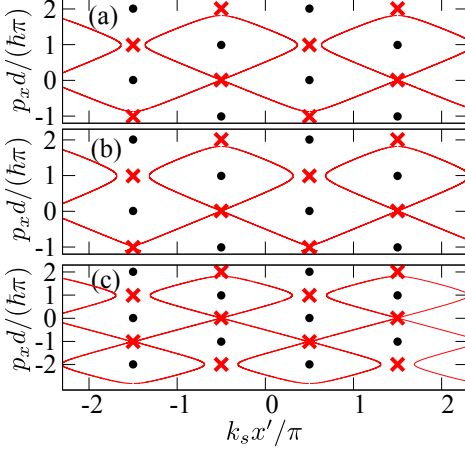 (a)
2
1
0
-1
p_x d/(ħπ)
(b)
2
1
0
-1
p_x d/(ħπ)
(c)
2
1
0
-1
-2
p_x d/(ħπ)
-2 -1 0 1 2
k_s x′/π